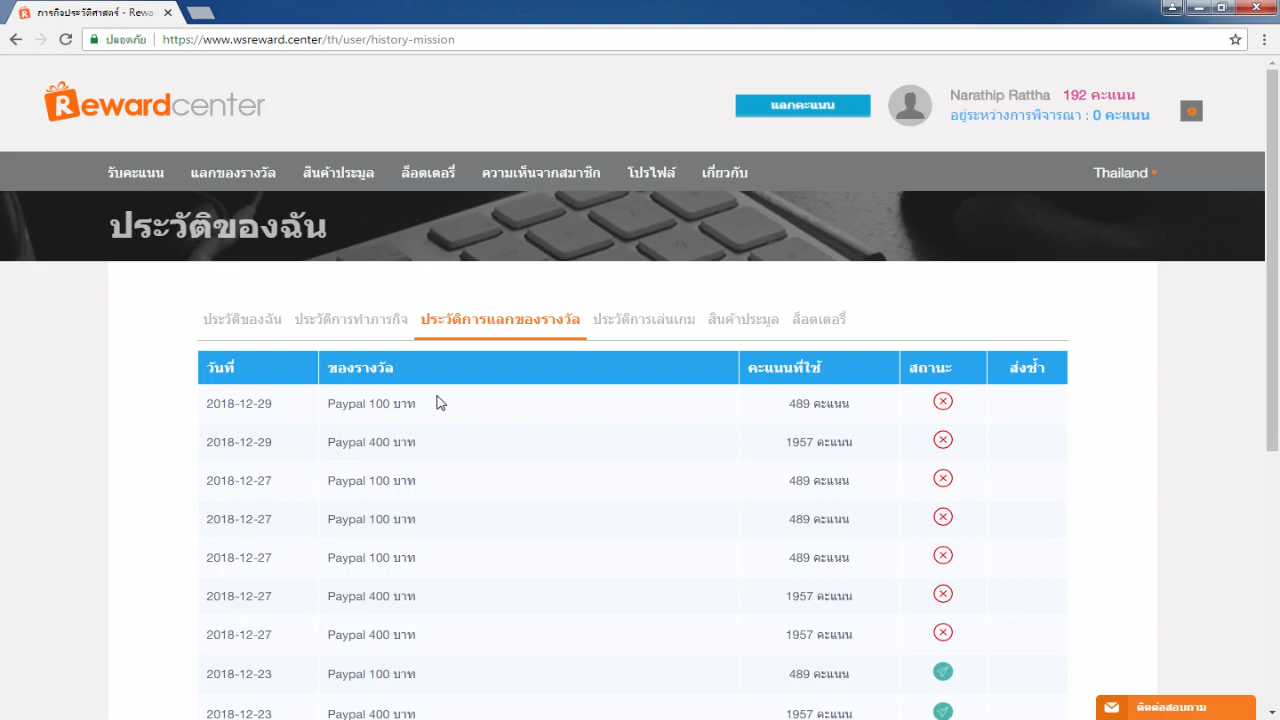 การกิจประวัติศาสตร์ - Rewa
ปลอดภัย https://www.wsreward.center/th/user/history-mission
Rewardcenter
แลกคะแนน
Narathip Rattha 192 คะแนน
อยู่ระหว่างการพิจารณา : 0 คะแนน
รับคะแนน แลกของรางวัล สินค้าประมูล ล็อตเตอรี่ ความเห็นจากสมาชิก โปรไฟล์ เกี่ยวกับ Thailand
ประวัติของฉัน
ประวัติของฉัน ประวัติการทำภารกิจ ประวัติการแลกของรางวัล ประวัติการเล่นเกม สินค้าประมูล ล็อตเตอรี่
วันที่ ของรางวัล คะแนนที่ใช้ สถานะ ส่งซ้ำ
2018-12-29 Paypal 100 บาท 489 คะแนน
2018-12-29 Paypal 400 บาท 1957 คะแนน
2018-12-27 Paypal 100 บาท 489 คะแนน
2018-12-27 Paypal 100 บาท 489 คะแนน
2018-12-27 Paypal 100 บาท 489 คะแนน
2018-12-27 Paypal 400 บาท 1957 คะแนน
2018-12-27 Paypal 400 บาท 1957 คะแนน
2018-12-23 Paypal 100 บาท 489 คะแนน
2018-12-23 Paypal 400 บาท 1957 คะแนน
ติดต่อสอบถาม